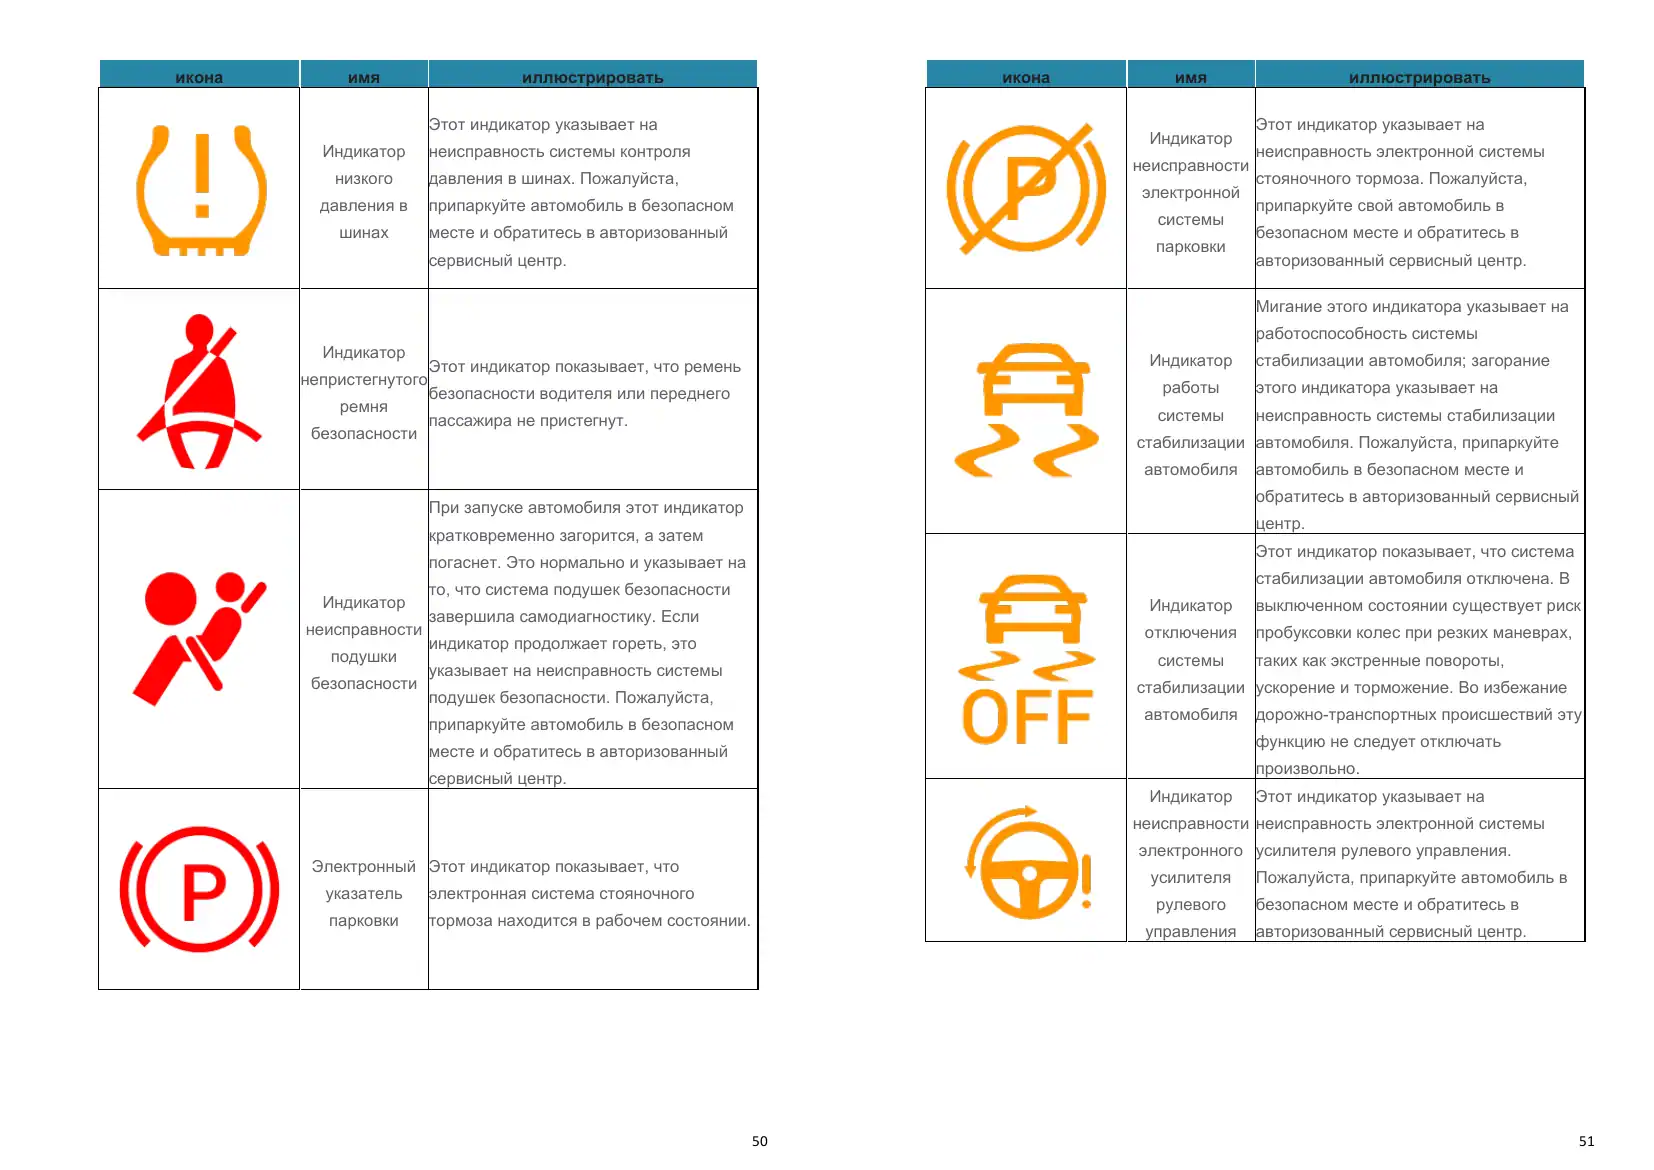 икона имя иллюстрировать
Индикатор
низкого
давления в
шинах
Этот индикатор указывает на
неисправность системы контроля
давления в шинах. Пожалуйста,
припаркуйте автомобиль в безопасном
месте и обратитесь в авторизованный
сервисный центр.
Индикатор
непристегнутого
ремня
безопасности
Этот индикатор показывает, что ремень
безопасности водителя или переднего
пассажира не пристегнут.
Индикатор
неисправности
подушки
безопасности
При запуске автомобиля этот индикатор
кратковременно загорится, а затем
погаснет. Это нормально и указывает на
то, что система подушек безопасности
завершила самодиагностику. Если
индикатор продолжает гореть, это
указывает на неисправность системы
подушек безопасности. Пожалуйста,
припаркуйте автомобиль в безопасном
месте и обратитесь в авторизованный
сервисный центр.
P
Электронный
указатель
парковки
Этот индикатор показывает, что
электронная система стояночного
тормоза находится в рабочем состоянии.
50
икона имя иллюстрировать
P
Индикатор
неисправности
электронной
системы
парковки
Этот индикатор указывает на
неисправность электронной системы
стояночного тормоза. Пожалуйста,
припаркуйте свой автомобиль в
безопасном месте и обратитесь в
авторизованный сервисный центр.
Индикатор
работы
системы
стабилизации
автомобиля
Мигание этого индикатора указывает на
работоспособность системы
стабилизации автомобиля; загорание
этого индикатора указывает на
неисправность системы стабилизации
автомобиля. Пожалуйста, припаркуйте
автомобиль в безопасном месте и
обратитесь в авторизованный сервисный
центр.
OFF
Индикатор
отключения
системы
стабилизации
автомобиля
Этот индикатор показывает, что система
стабилизации автомобиля отключена. В
выключенном состоянии существует риск
пробуксовки колес при резких маневрах,
таких как экстренные повороты,
ускорение и торможение. Во избежание
дорожно-транспортных происшествий эту
функцию не следует отключать
произвольно.
Индикатор
неисправности
электронного
усилителя
рулевого
управления
Этот индикатор указывает на
неисправность электронной системы
усилителя рулевого управления.
Пожалуйста, припаркуйте автомобиль в
безопасном месте и обратитесь в
авторизованный сервисный центр.
51